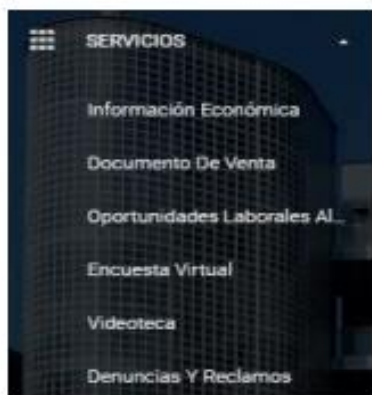 SERVICIOS
Información Económica
Documento De Venta
Oportunidades Laborales Al...
Encuesta Virtual
Videoteca
Denuncias Y Reclamos